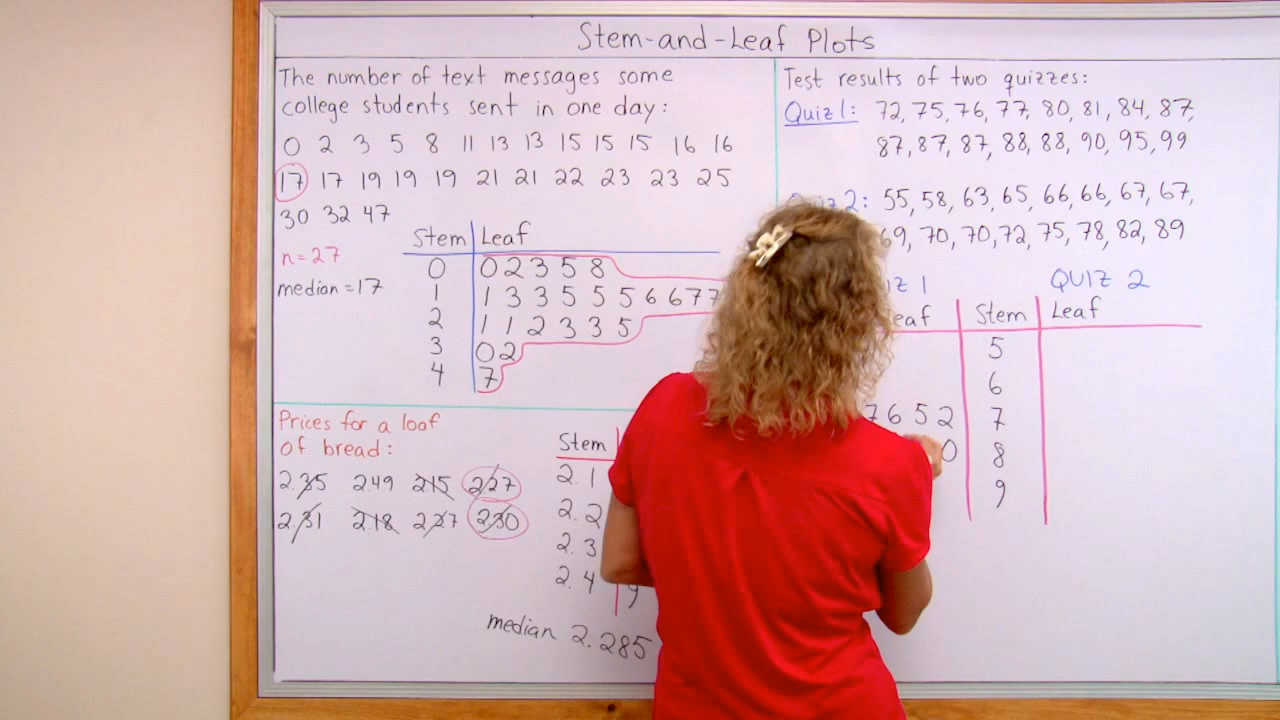 Stem-and-Leaf Plots
The number of text messages some
college students sent in one day:
0 2 3 5 8 11 13 13 15 15 15 16 16
17 17 19 19 19 21 21 22 23 23 25
30 32 47
n=27
median=17
Stem Leaf
0 0 2 3 5 8
1 1 3 3 5 5 5 6 6 7 7
2 1 1 2 3 3 5
3 0 2
4 7
Prices for a loaf
of bread:
2.35 2.49 2.15 2.27
2.31 2.18 2.27 2.30
Stem
2.1
2.2
2.3
2.4 9
median 2.285
Test results of two quizzes:
Quiz 1: 72, 75, 76, 77, 80, 81, 84, 87,
87, 87, 87, 88, 88, 90, 95, 99
Quiz 2: 55, 58, 63, 65, 66, 66, 67, 67,
69, 70, 70, 72, 75, 78, 82, 89
1 QUIZ 2
Leaf Stem Leaf
5
6
7 6 5 2 7
0 8
9